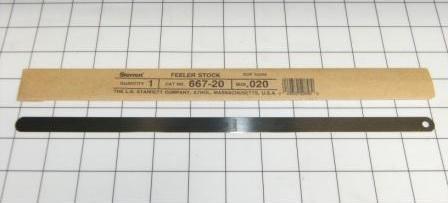 Starrett FEELER STOCK
QUANTITY 1 CAT NO. 667-20 SIZE .020
THE L.S. STARRETT COMPANY, ATHOL, MASSACHUSETTS, U.S.A.